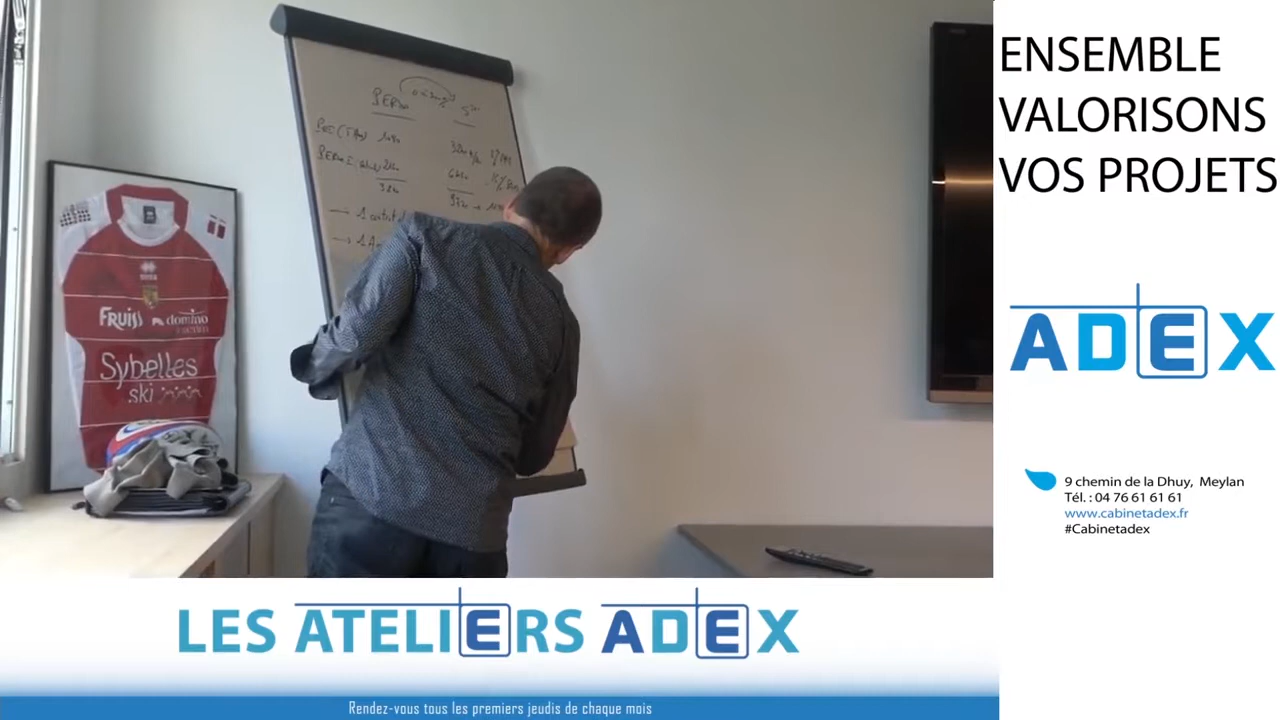 ENSEMBLE
VALORISONS
VOS PROJETS
ADEX
9 chemin de la Dhuy, Meylan
Tél. : 04 76 61 61 61
www.cabinetadex.fr
#Cabinetadex
FRUISS domino
Sybelles
ski
LES ATELIERS ADEX
Rendez-vous tous les premiers jeudis de chaque mois